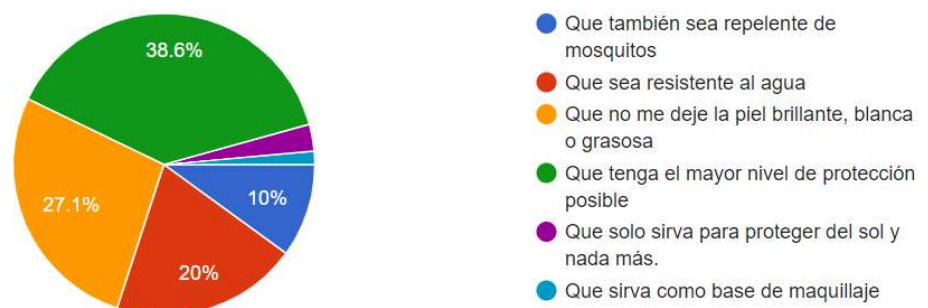 38.6%
27.1%
20%
10%
Que también sea repelente de
mosquitos
Que sea resistente al agua
Que no me deje la piel brillante, blanca
o grasosa
Que tenga el mayor nivel de protección
posible
Que solo sirva para proteger del sol y
nada más.
Que sirva como base de maquillaje